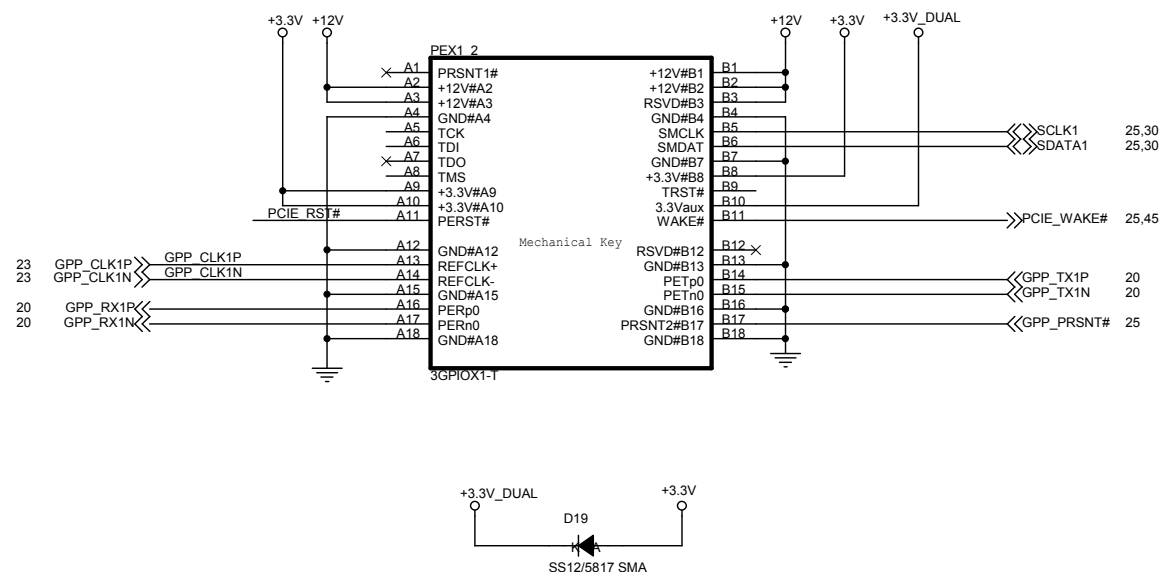 +3.3V +12V +12V +3.3V +3.3V_DUAL
PEX1_2
A1 PRSNT1# +12V#B1 B1
A2 +12V#A2 +12V#B2 B2
A3 +12V#A3 RSVD#B3 B3
A4 GND#A4 GND#B4 B4
A5 TCK SMCLK B5 SCLK1 25,30
A6 TDI SMDAT B6 SDATA1 25,30
A7 TDO GND#B7 B7
A8 TMS +3.3V#B8 B8
A9 +3.3V#A9 TRST# B9
A10 +3.3V#A10 3.3Vaux B10
PCIE_RST# A11 PERST# WAKE# B11 PCIE_WAKE# 25,45
Mechanical Key
A12 GND#A12 RSVD#B12 B12
23 GPP_CLK1P GPP_CLK1P A13 REFCLK+ GND#B13 B13
23 GPP_CLK1N GPP_CLK1N A14 REFCLK- PETp0 B14 GPP_TX1P 20
A15 GND#A15 PETn0 B15 GPP_TX1N 20
20 GPP_RX1P A16 PERp0 GND#B16 B16
20 GPP_RX1N A17 PERn0 PRSNT2#B17 B17 GPP_PRSNT# 25
A18 GND#A18 GND#B18 B18
3GPIOX1-T
+3.3V_DUAL +3.3V
D19
K A
SS12/5817 SMA